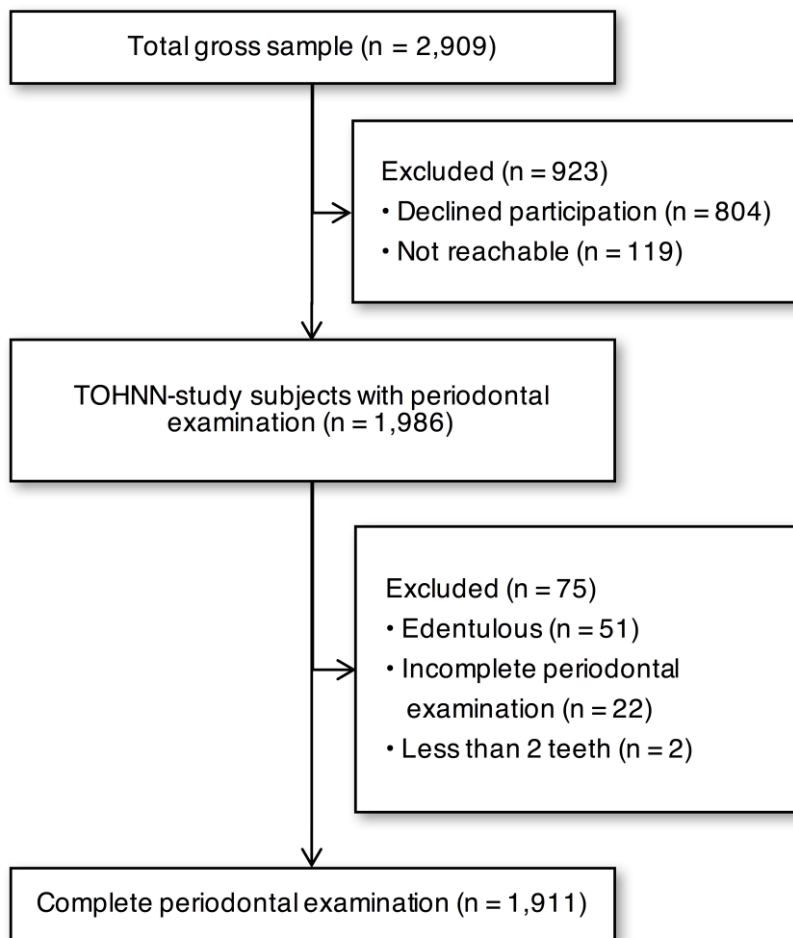 Total gross sample (n = 2,909)
Excluded (n = 923)
• Declined participation (n = 804)
• Not reachable (n = 119)
TOHNN-study subjects with periodontal
examination (n = 1,986)
Excluded (n = 75)
• Edentulous (n = 51)
• Incomplete periodontal
examination (n = 22)
• Less than 2 teeth (n = 2)
Complete periodontal examination (n = 1,911)